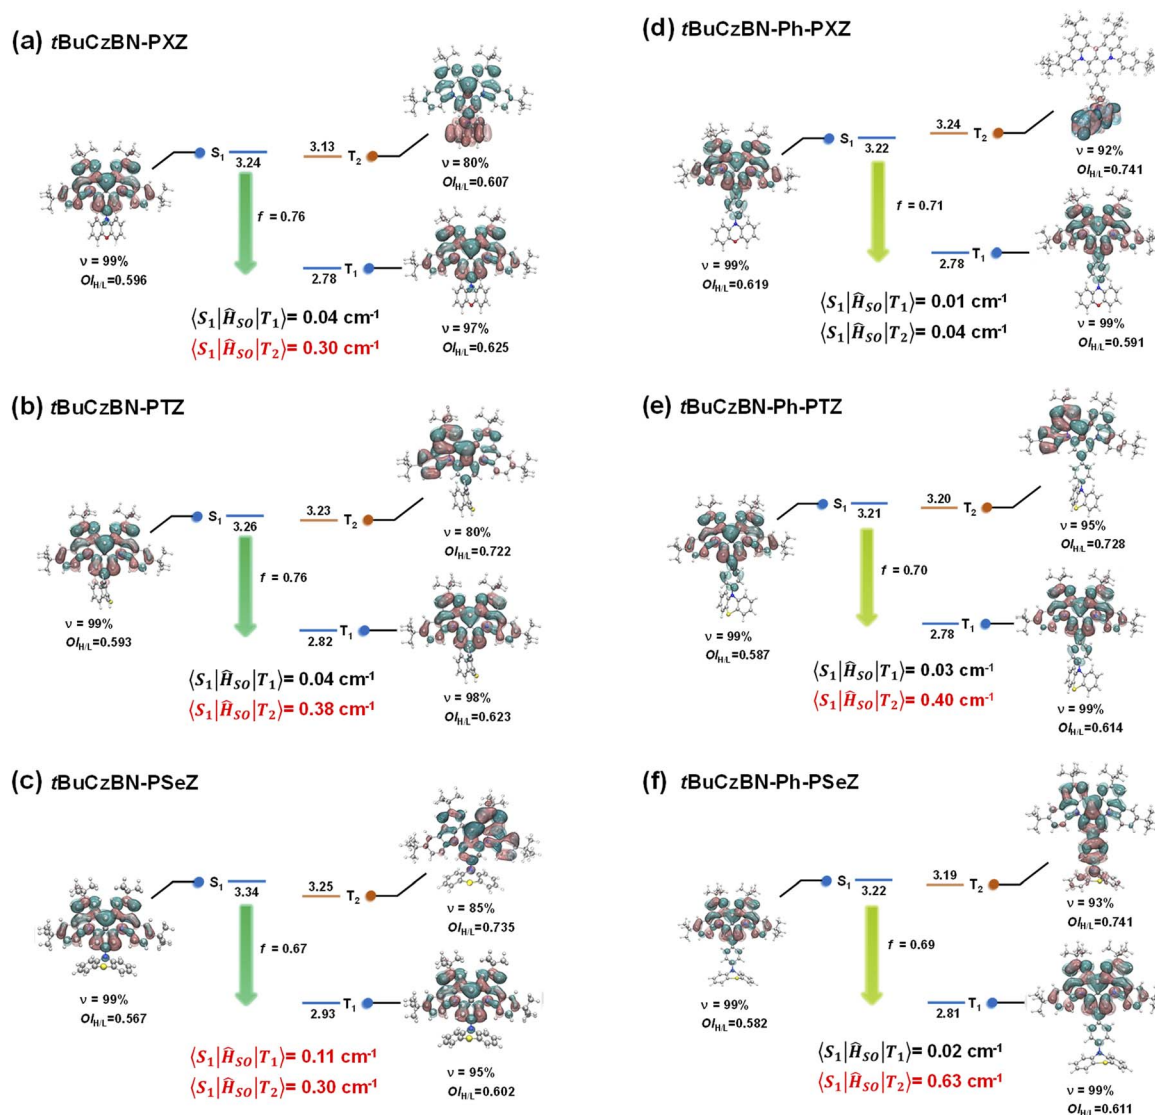 (a) tBuCzBN-PXZ
S1
3.24
3.13
T2
ν = 80%
OIH/L=0.607
f = 0.76
ν = 99%
OIH/L=0.596
2.78
T1
⟨S1|ĤSO|T1⟩= 0.04 cm-1
⟨S1|ĤSO|T2⟩= 0.30 cm-1
ν = 97%
OIH/L=0.625
(b) tBuCzBN-PTZ
S1
3.26
3.23
T2
ν = 80%
OIH/L=0.722
f = 0.76
ν = 99%
OIH/L=0.593
2.82
T1
⟨S1|ĤSO|T1⟩= 0.04 cm-1
⟨S1|ĤSO|T2⟩= 0.38 cm-1
ν = 98%
OIH/L=0.623
(c) tBuCzBN-PSeZ
S1
3.34
3.25
T2
ν = 85%
OIH/L=0.735
f = 0.67
ν = 99%
OIH/L=0.567
2.93
T1
⟨S1|ĤSO|T1⟩= 0.11 cm-1
⟨S1|ĤSO|T2⟩= 0.30 cm-1
ν = 95%
OIH/L=0.602
(d) tBuCzBN-Ph-PXZ
S1
3.22
3.24
T2
ν = 92%
OIH/L=0.741
f = 0.71
ν = 99%
OIH/L=0.619
2.78
T1
⟨S1|ĤSO|T1⟩= 0.01 cm-1
⟨S1|ĤSO|T2⟩= 0.04 cm-1
ν = 99%
OIH/L=0.591
(e) tBuCzBN-Ph-PTZ
S1
3.21
3.20
T2
ν = 95%
OIH/L=0.728
f = 0.70
ν = 99%
OIH/L=0.587
2.78
T1
⟨S1|ĤSO|T1⟩= 0.03 cm-1
⟨S1|ĤSO|T2⟩= 0.40 cm-1
ν = 99%
OIH/L=0.614
(f) tBuCzBN-Ph-PSeZ
S1
3.22
3.19
T2
ν = 93%
OIH/L=0.741
f = 0.69
ν = 99%
OIH/L=0.582
2.81
T1
⟨S1|ĤSO|T1⟩= 0.02 cm-1
⟨S1|ĤSO|T2⟩= 0.63 cm-1
ν = 99%
OIH/L=0.611